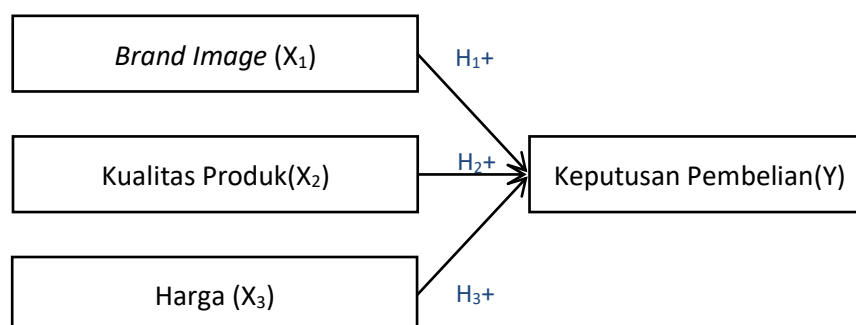 Brand Image (X₁)
H₁+
Kualitas Produk(X₂)
H₂+
Keputusan Pembelian(Y)
Harga (X₃)
H₃+